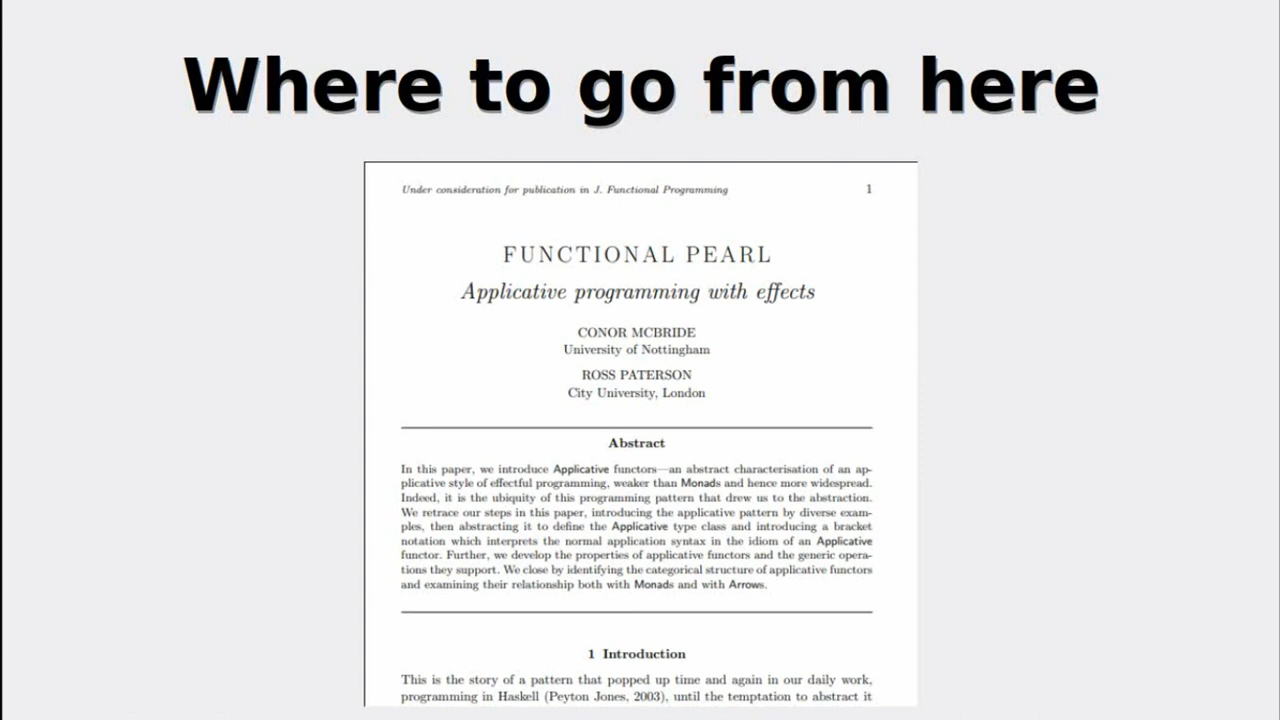 Where to go from here
Under consideration for publication in J. Functional Programming 1
FUNCTIONAL PEARL
Applicative programming with effects
CONOR MCBRIDE
University of Nottingham
ROSS PATERSON
City University, London
Abstract
In this paper, we introduce Applicative functors—an abstract characterisation of an ap-
plicative style of effectful programming, weaker than Monads and hence more widespread.
Indeed, it is the ubiquity of this programming pattern that drew us to the abstraction.
We retrace our steps in this paper, introducing the applicative pattern by diverse exam-
ples, then abstracting it to define the Applicative type class and introducing a bracket
notation which interprets the normal application syntax in the idiom of an Applicative
functor. Further, we develop the properties of applicative functors and the generic opera-
tions they support. We close by identifying the categorical structure of applicative functors
and examining their relationship both with Monads and with Arrows.
1 Introduction
This is the story of a pattern that popped up time and again in our daily work,
programming in Haskell (Peyton Jones, 2003), until the temptation to abstract it